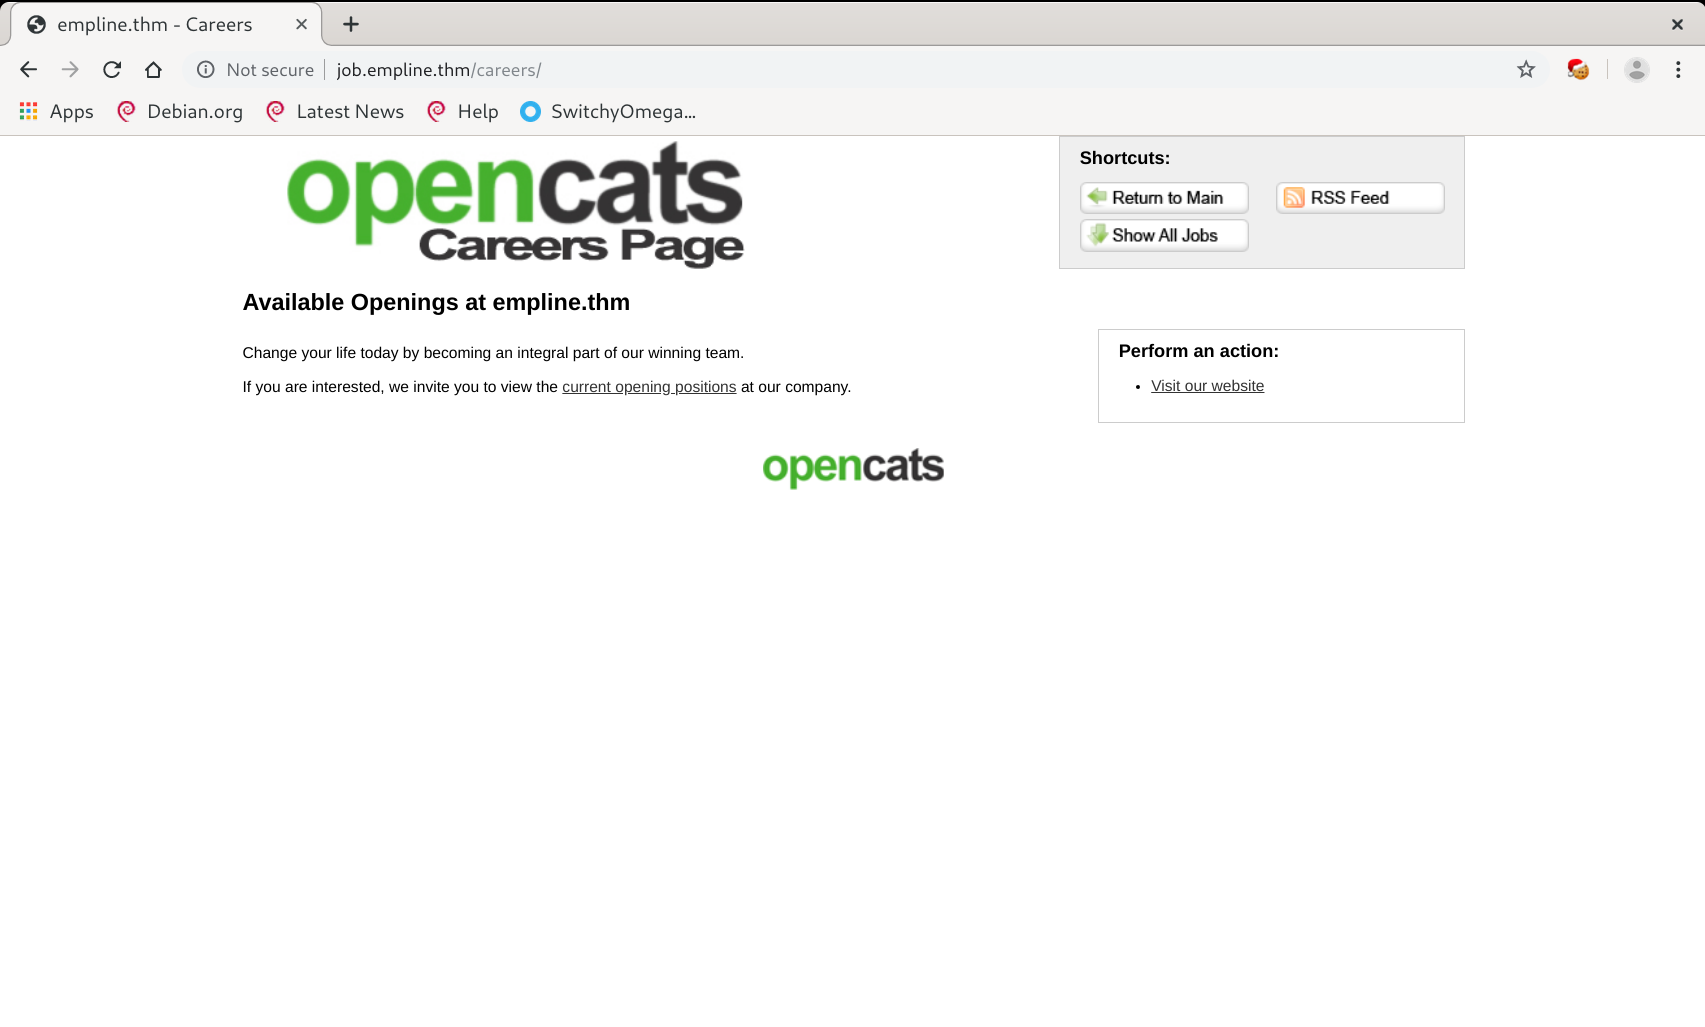 empline.thm - Careers
Not secure
job.empline.thm/careers/
Apps
Debian.org
Latest News
Help
SwitchyOmega...
opencats
Careers Page
Shortcuts:
Return to Main
RSS Feed
Show All Jobs
Available Openings at empline.thm
Change your life today by becoming an integral part of our winning team.
If you are interested, we invite you to view the current opening positions at our company.
Perform an action:
• Visit our website
opencats